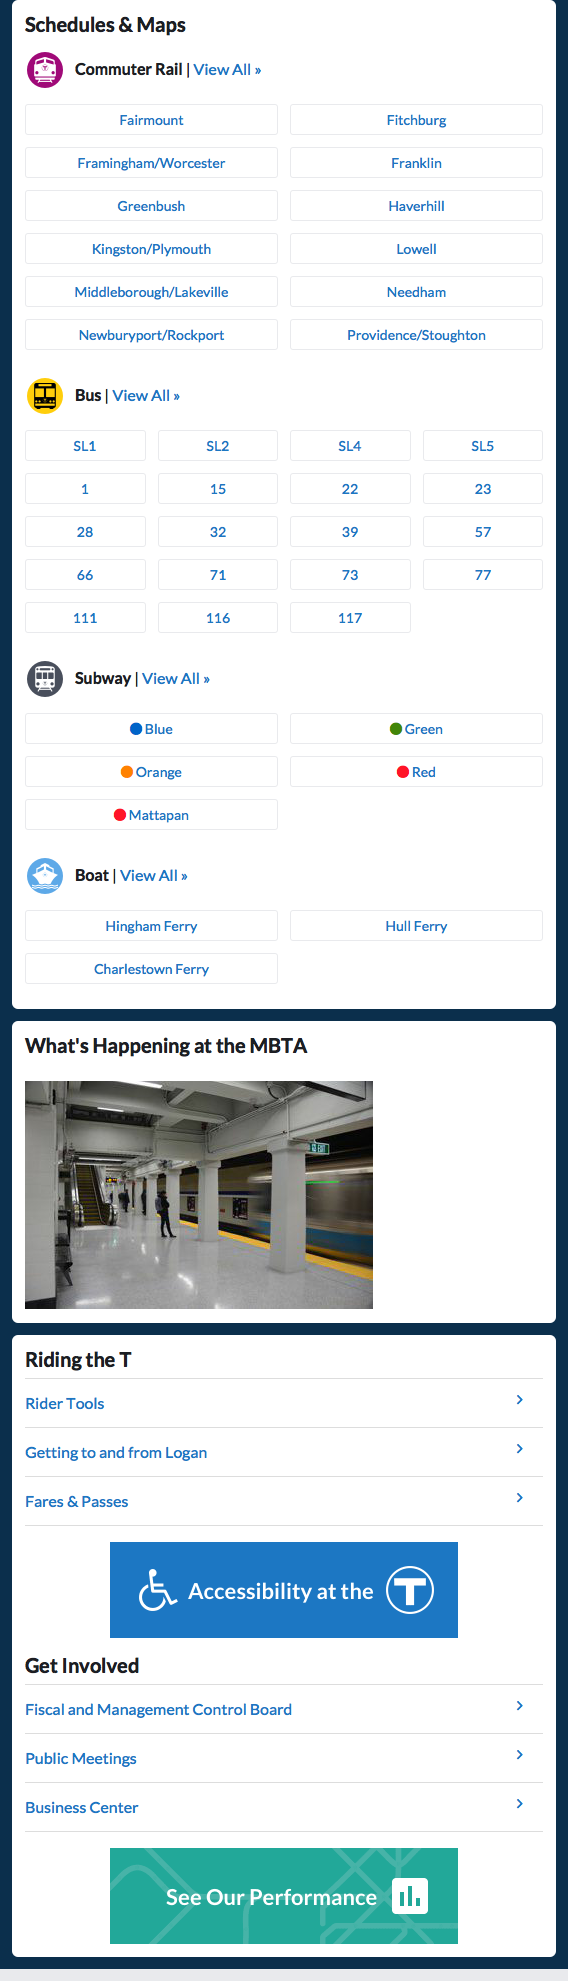 Schedules & Maps
Commuter Rail | View All »
Fairmount Fitchburg
Framingham/Worcester Franklin
Greenbush Haverhill
Kingston/Plymouth Lowell
Middleborough/Lakeville Needham
Newburyport/Rockport Providence/Stoughton
Bus | View All »
SL1 SL2 SL4 SL5
1 15 22 23
28 32 39 57
66 71 73 77
111 116 117
Subway | View All »
Blue Green
Orange Red
Mattapan
Boat | View All »
Hingham Ferry Hull Ferry
Charlestown Ferry
What's Happening at the MBTA
EXIT
Riding the T
Rider Tools
Getting to and from Logan
Fares & Passes
Accessibility at the T
Get Involved
Fiscal and Management Control Board
Public Meetings
Business Center
See Our Performance